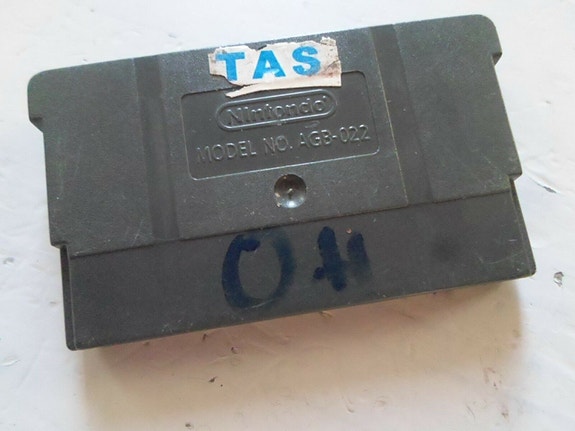 TAS
Nintendo
MODEL NO. AGB-022